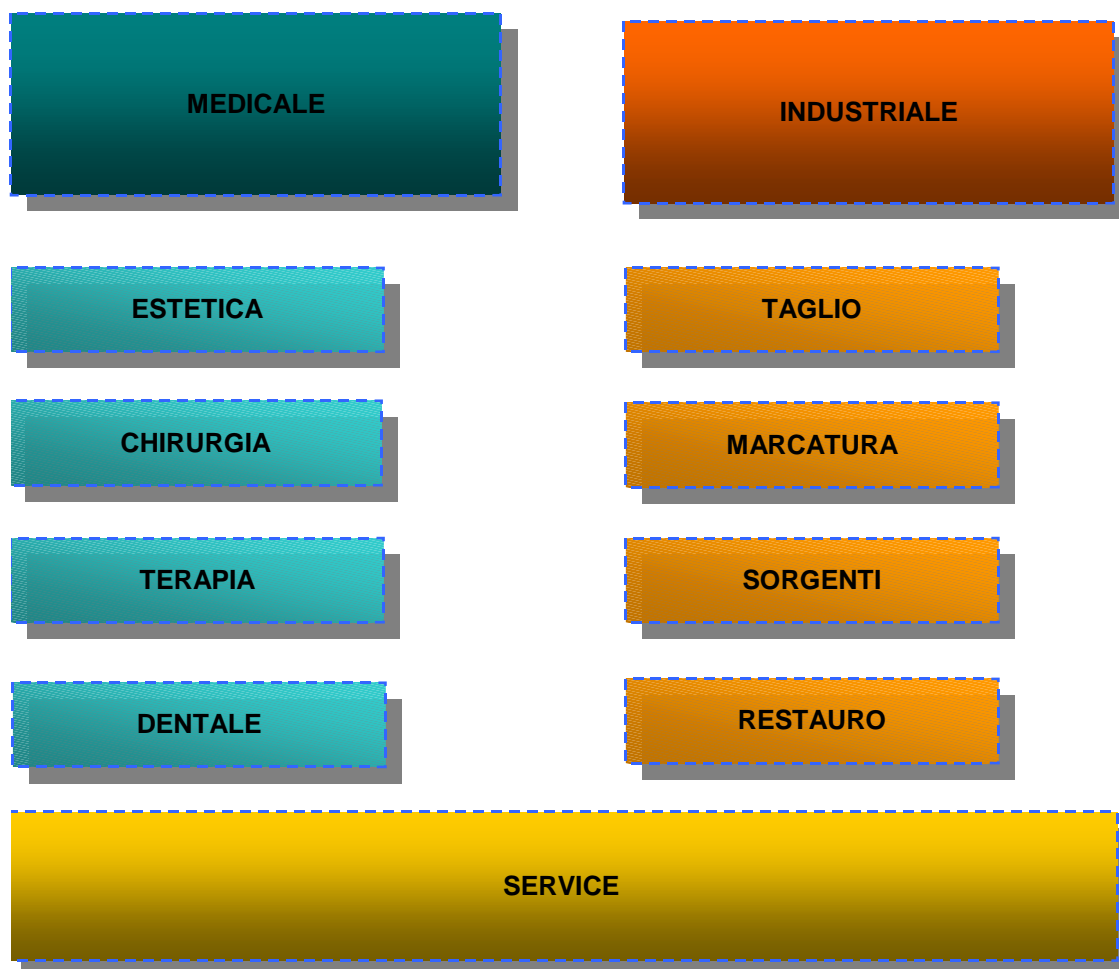 MEDICALE
INDUSTRIALE
ESTETICA
TAGLIO
CHIRURGIA
MARCATURA
TERAPIA
SORGENTI
DENTALE
RESTAURO
SERVICE